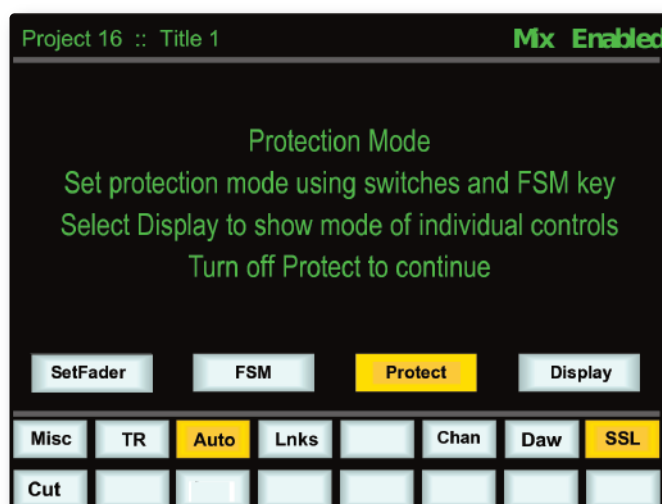 Project 16 :: Title 1 Mix Enabled
Protection Mode
Set protection mode using switches and FSM key
Select Display to show mode of individual controls
Turn off Protect to continue
SetFader FSM Protect Display
Misc TR Auto Lnks Chan Daw SSL
Cut